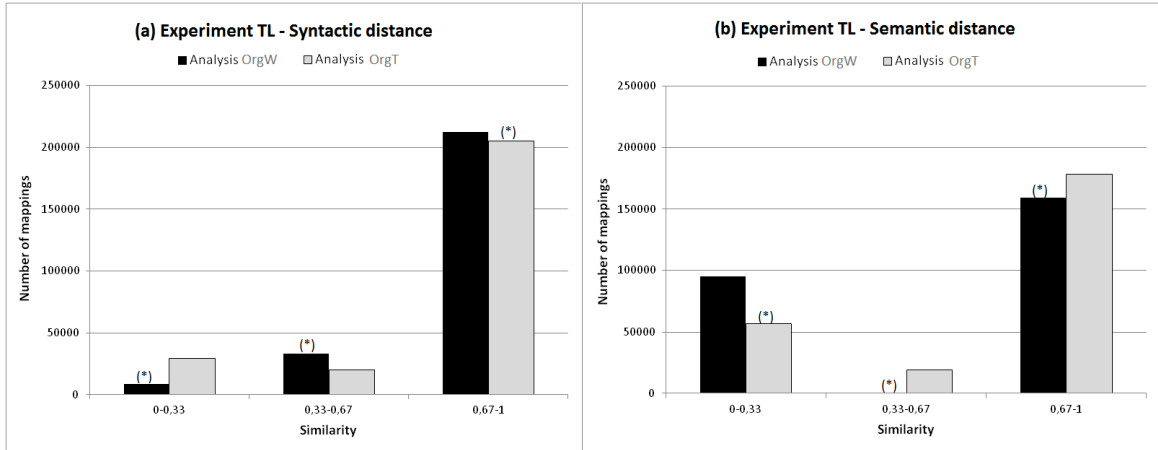 (a) Experiment TL - Syntactic distance
Analysis OrgW Analysis OrgT
250000
200000
150000
100000
50000
0
Number of mappings
(*)
(*)
(*)
0-0,33 0,33-0,67 0,67-1
Similarity
(b) Experiment TL - Semantic distance
Analysis OrgW Analysis OrgT
250000
200000
150000
100000
50000
0
Number of mappings
(*)
(*)
(*)
0-0,33 0,33-0,67 0,67-1
Similarity